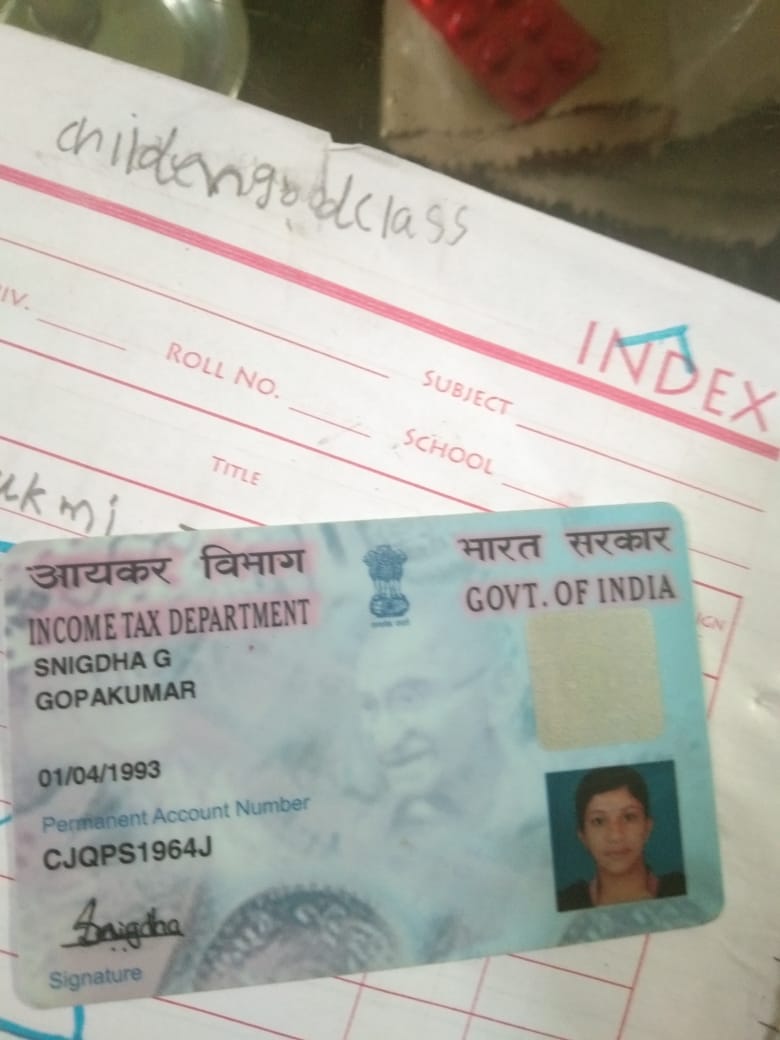 childengoodclass
INDEX
IV.
ROLL NO.
SUBJECT
SCHOOL
TITLE
ukmi
IGN
आयकर विभाग
भारत सरकार
INCOME TAX DEPARTMENT
GOVT. OF INDIA
SNIGDHA G
GOPAKUMAR
01/04/1993
Permanent Account Number
CJQPS1964J
Snigdha
Signature